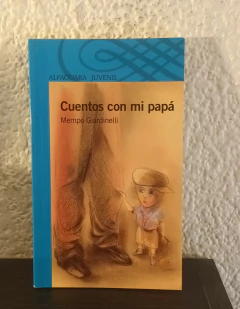 ALFAGUARA JUVENIL
Cuentos con mi papá
Mempo Giardinelli